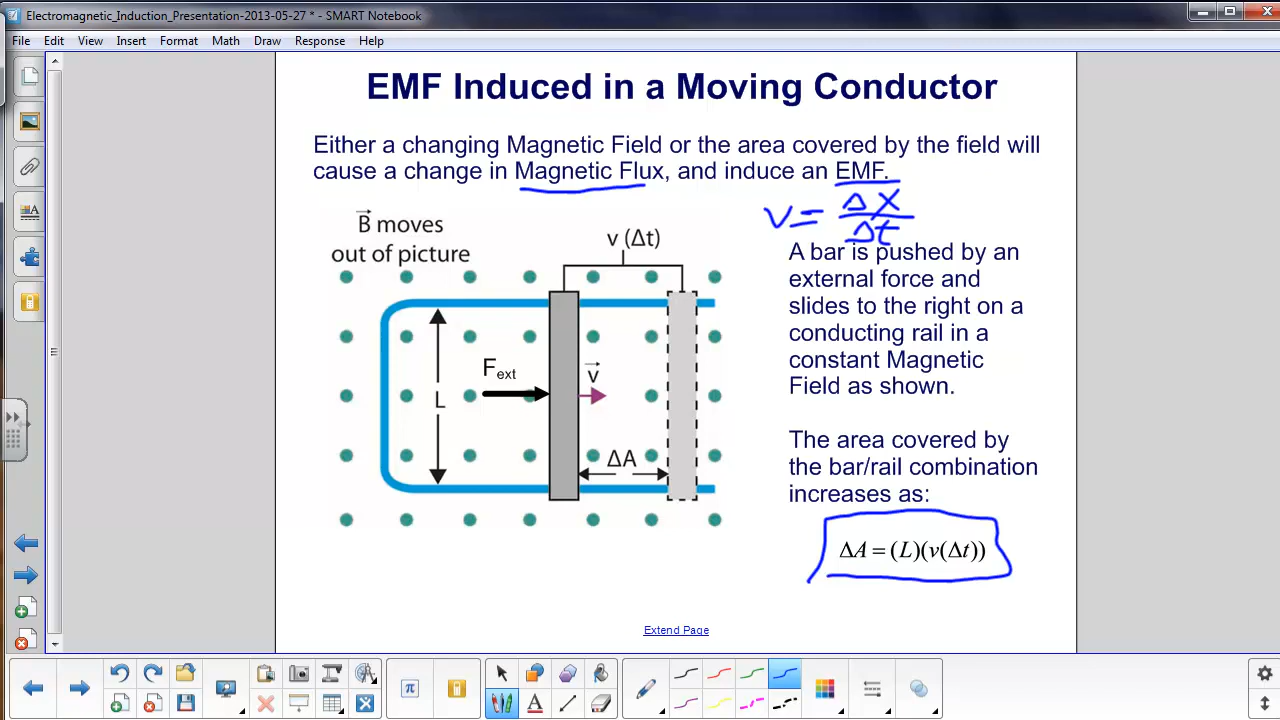 Electromagnetic_Induction_Presentation-2013-05-27 * - SMART Notebook
File Edit View Insert Format Math Draw Response Help
EMF Induced in a Moving Conductor
Either a changing Magnetic Field or the area covered by the field will
cause a change in Magnetic Flux, and induce an EMF.
v = Δx/Δt
B⃗ moves
out of picture
v (Δt)
A bar is pushed by an
external force and
slides to the right on a
conducting rail in a
constant Magnetic
Field as shown.
Fext
v⃗
L
ΔA
The area covered by
the bar/rail combination
increases as:
ΔA = (L)(v(Δt))
Extend Page
π
A